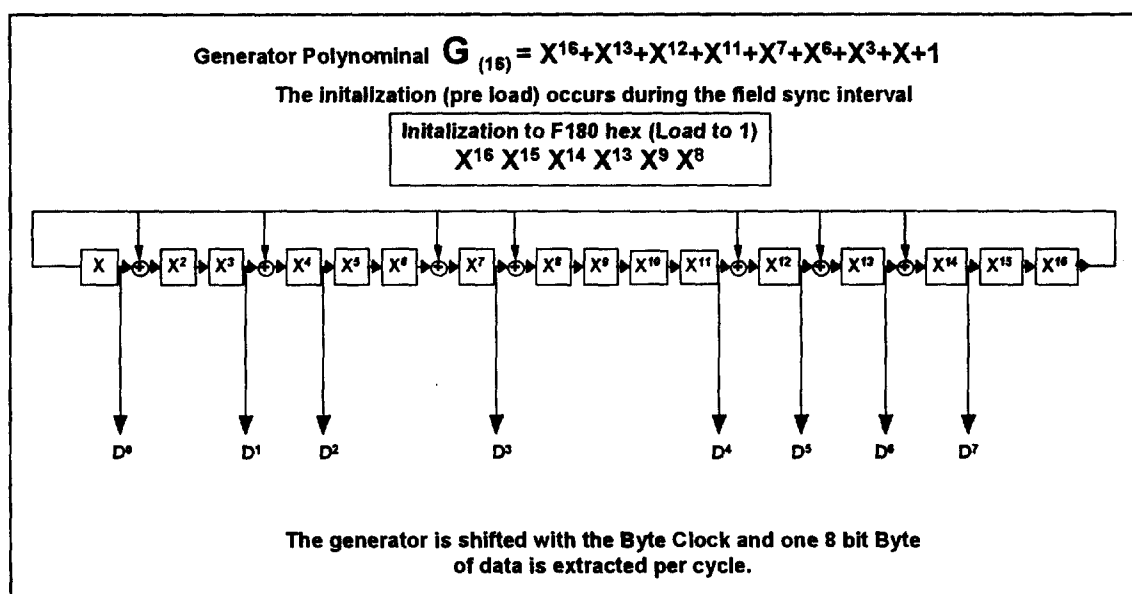 Generator Polynominal G (16) = X¹⁶+X¹³+X¹²+X¹¹+X⁷+X⁶+X³+X+1
The initalization (pre load) occurs during the field sync interval
Initalization to F180 hex (Load to 1)
X¹⁶ X¹⁵ X¹⁴ X¹³ X⁹ X⁸
X + X² X³ + X⁴ X⁵ X⁶ + X⁷ + X⁸ X⁹ X¹⁰ X¹¹ + X¹² + X¹³ + X¹⁴ X¹⁵ X¹⁶
D⁰ D¹ D² D³ D⁴ D⁵ D⁶ D⁷
The generator is shifted with the Byte Clock and one 8 bit Byte
of data is extracted per cycle.